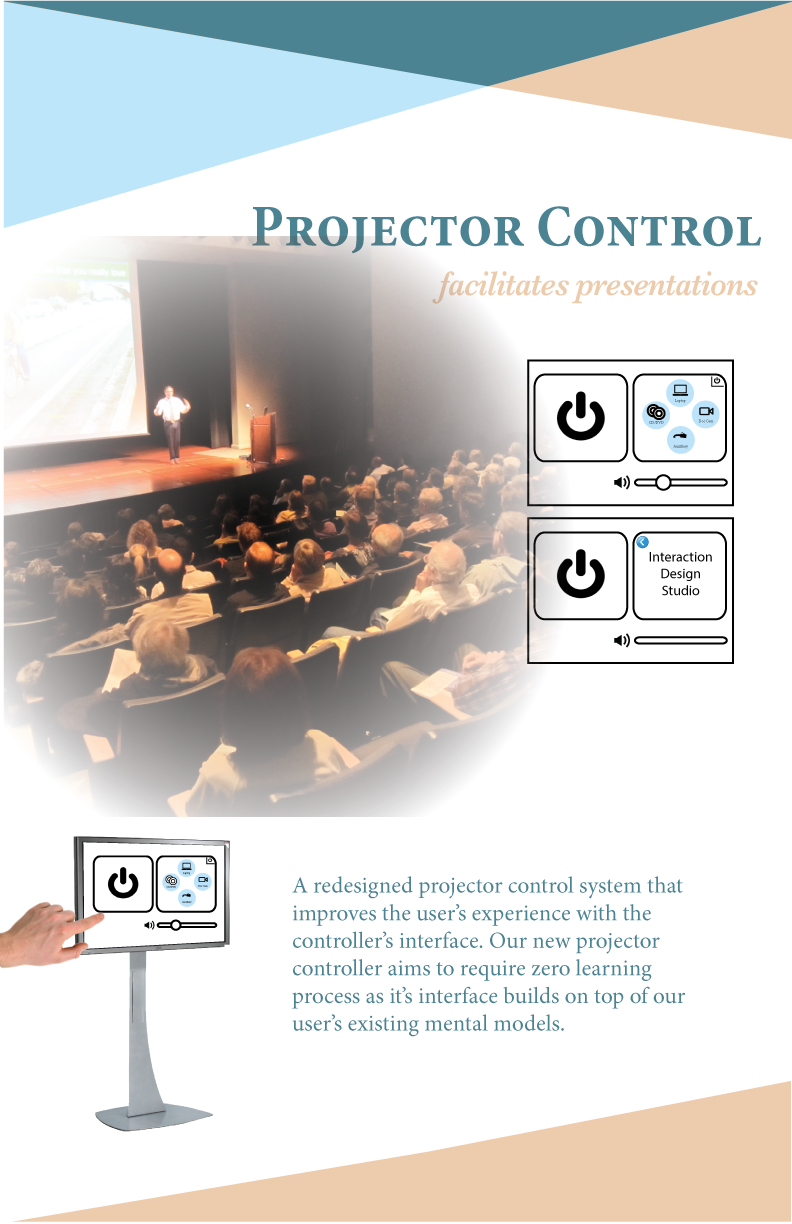 Projector Control
facilitates presentations
Laptop
CD/DVD
Doc Cam
Auxiliary
Interaction
Design
Studio
A redesigned projector control system that
improves the user's experience with the
controller's interface. Our new projector
controller aims to require zero learning
process as it's interface builds on top of our
user's existing mental models.